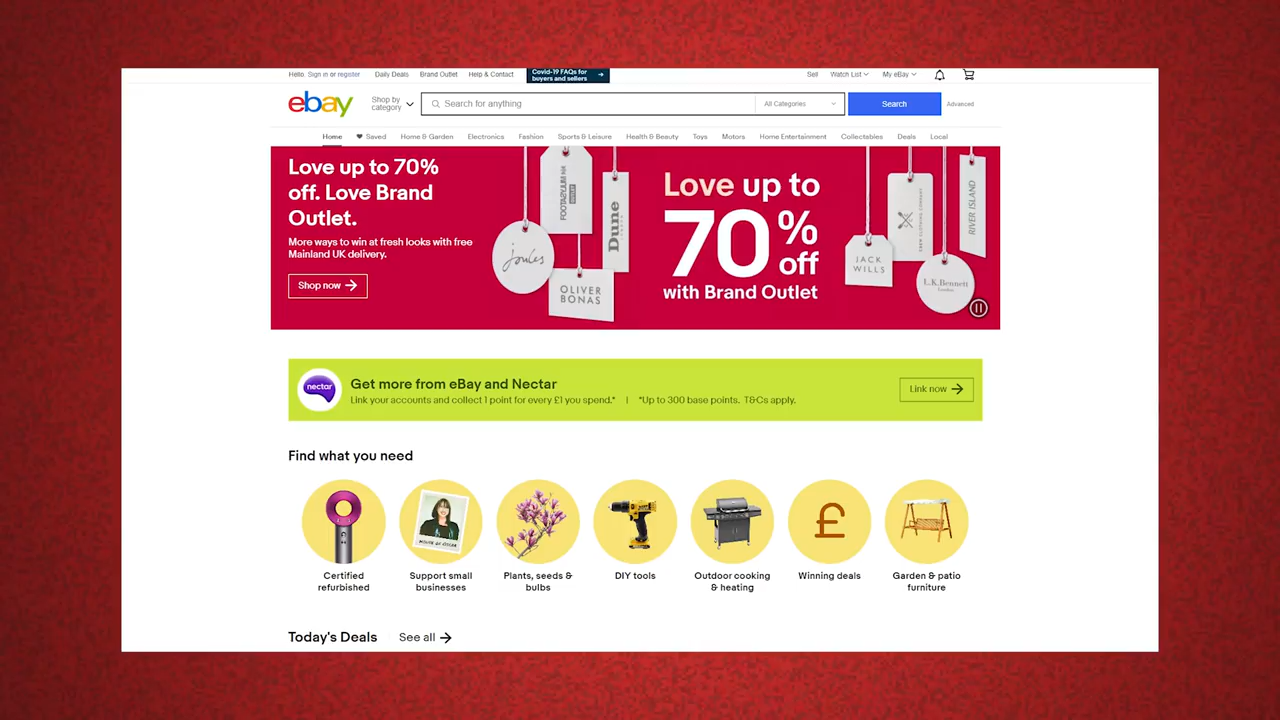 Hello. Sign in or register
Daily Deals
Brand Outlet
Help & Contact
Covid-19 FAQs for
buyers and sellers
Sell
Watch List
My eBay
ebay
Shop by
category
Search for anything
All Categories
Search
Advanced
Home
Saved
Home & Garden
Electronics
Fashion
Sports & Leisure
Health & Beauty
Toys
Motors
Home Entertainment
Collectables
Deals
Local
Love up to 70%
off. Love Brand
Outlet.
More ways to win at fresh looks with free
Mainland UK delivery.
Shop now
joules
Dune
LONDON
OLIVER
BONAS
Love up to
70%
off
with Brand Outlet
JACK
WILLS
CREW CLOTHING COMPANY
L.K.Bennett
London
RIVER ISLAND
nectar
Get more from eBay and Nectar
Link your accounts and collect 1 point for every £1 you spend.* | *Up to 300 base points. T&Cs apply.
Link now
Find what you need
£
Certified
refurbished
Support small
businesses
Plants, seeds &
bulbs
DIY tools
Outdoor cooking
& heating
Winning deals
Garden & patio
furniture
Today's Deals
See all